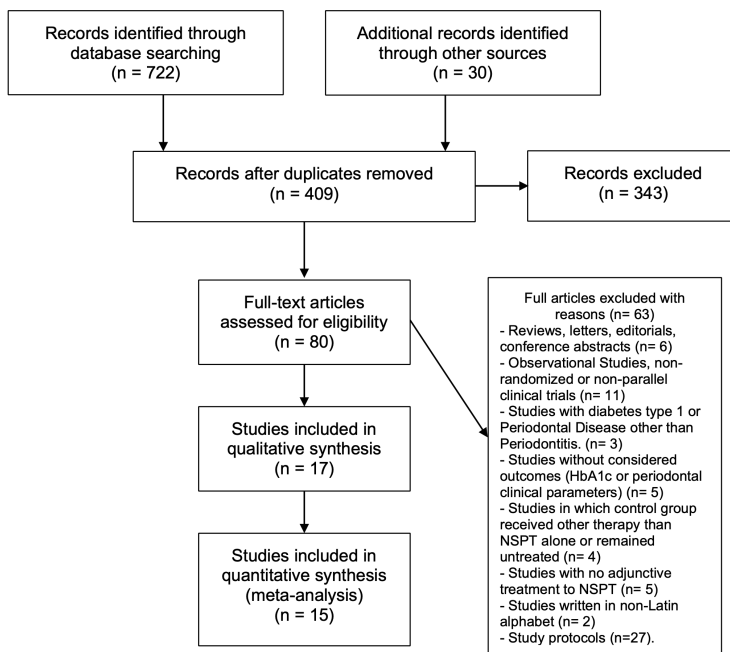 Records identified through
database searching
(n = 722)
Additional records identified
through other sources
(n = 30)
Records after duplicates removed
(n = 409)
Records excluded
(n = 343)
Full-text articles
assessed for eligibility
(n = 80)
Full articles excluded with
reasons (n= 63)
- Reviews, letters, editorials,
conference abstracts (n= 6)
- Observational Studies, non-
randomized or non-parallel
clinical trials (n= 11)
- Studies with diabetes type 1 or
Periodontal Disease other than
Periodontitis. (n= 3)
- Studies without considered
outcomes (HbA1c or periodontal
clinical parameters) (n= 5)
- Studies in which control group
received other therapy than
NSPT alone or remained
untreated (n= 4)
- Studies with no adjunctive
treatment to NSPT (n= 5)
- Studies written in non-Latin
alphabet (n= 2)
- Study protocols (n=27).
Studies included in
qualitative synthesis
(n = 17)
Studies included in
quantitative synthesis
(meta-analysis)
(n = 15)